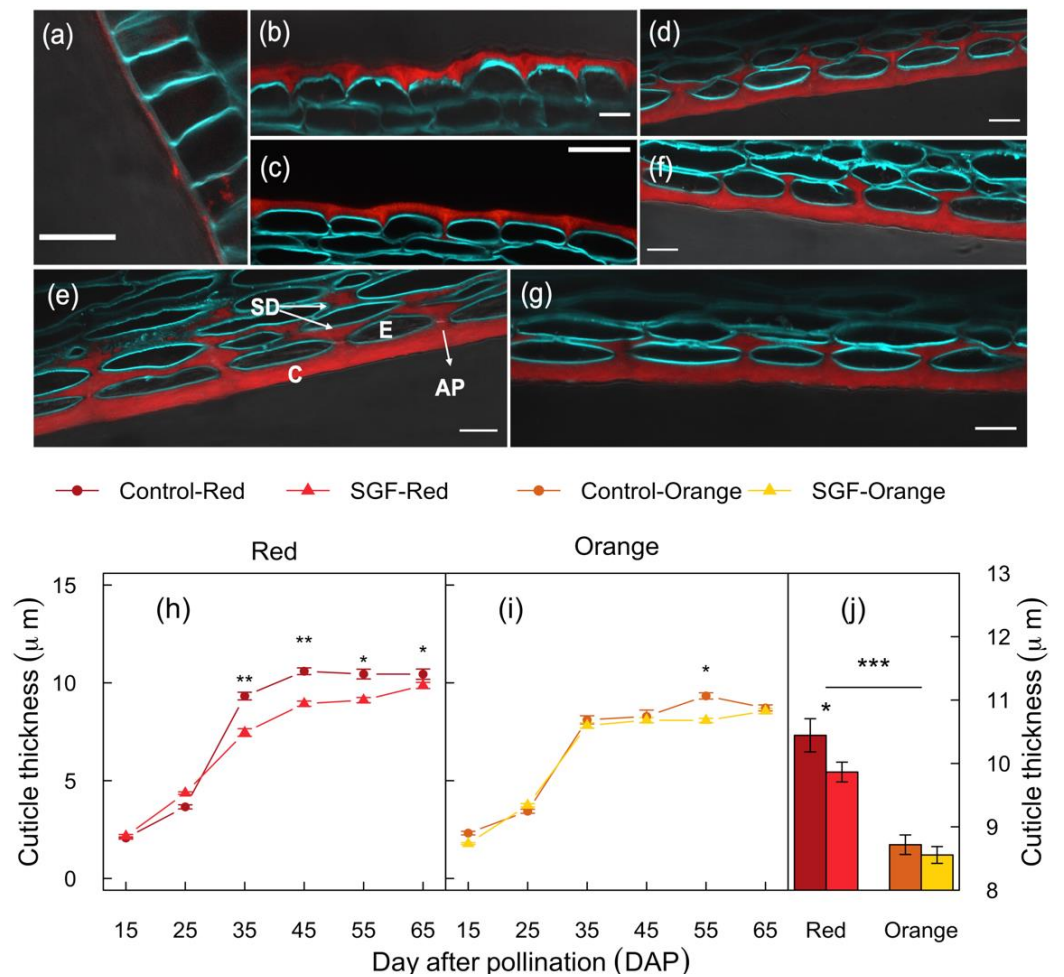 (a)
(b)
(d)
(c)
(f)
(e)
SD
E
C
AP
(g)
Control-Red
SGF-Red
Control-Orange
SGF-Orange
Red
Orange
(h)
(i)
(j)
**
**
*
*
*
***
*
15
10
5
0
Cuticle thickness (μ m)
13
12
11
10
9
8
Cuticle thickness (μ m)
15 25 35 45 55 65
15 25 35 45 55 65
Red Orange
Day after pollination (DAP)